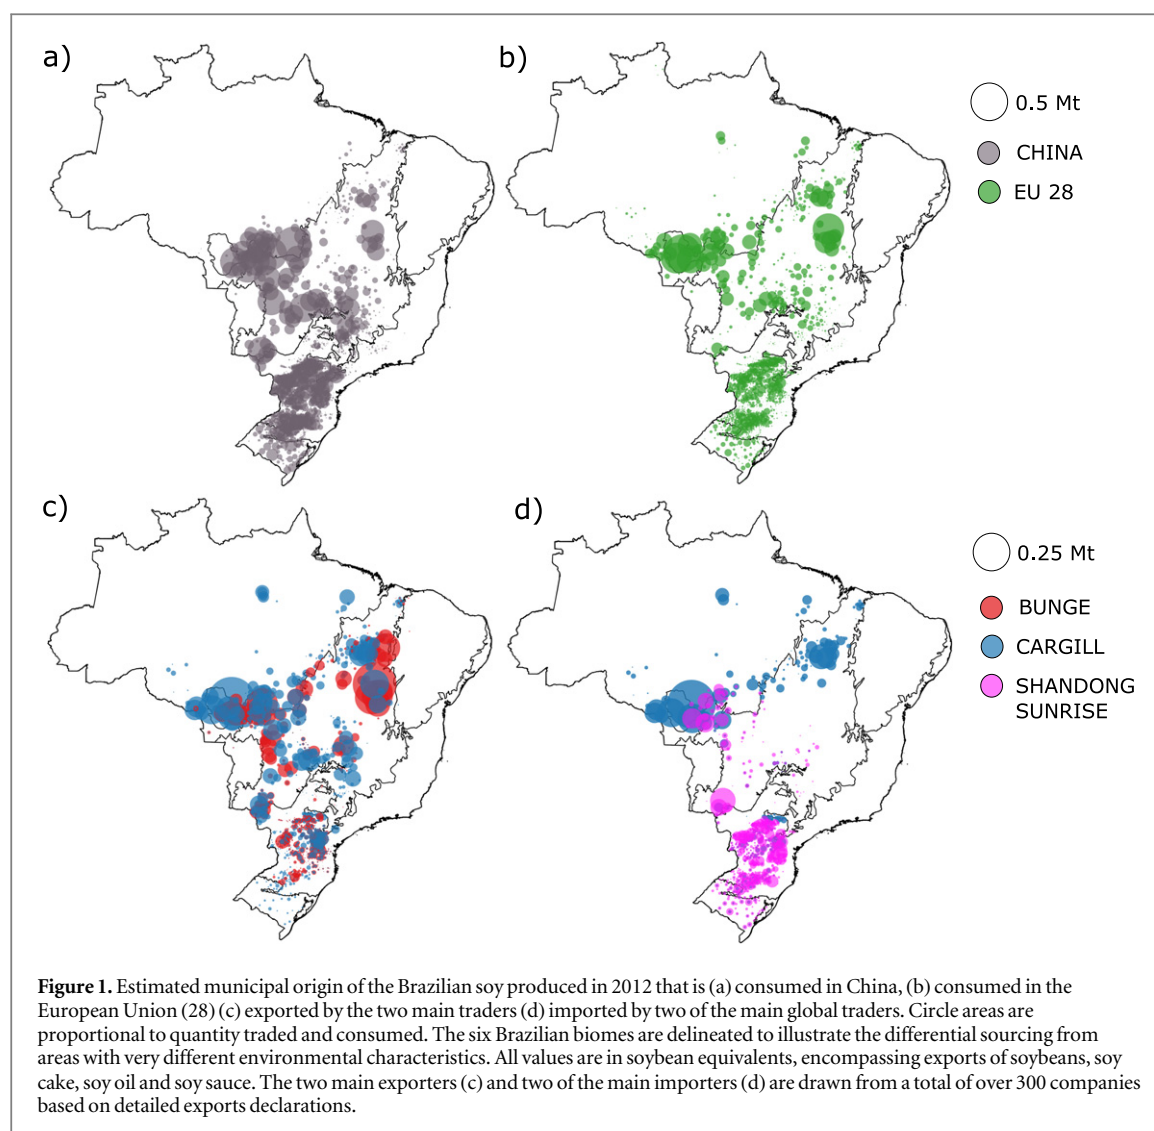 a)
b)
0.5 Mt
CHINA
EU 28
c)
d)
0.25 Mt
BUNGE
CARGILL
SHANDONG
SUNRISE
Figure 1. Estimated municipal origin of the Brazilian soy produced in 2012 that is (a) consumed in China, (b) consumed in the
European Union (28) (c) exported by the two main traders (d) imported by two of the main global traders. Circle areas are
proportional to quantity traded and consumed. The six Brazilian biomes are delineated to illustrate the differential sourcing from
areas with very different environmental characteristics. All values are in soybean equivalents, encompassing exports of soybeans, soy
cake, soy oil and soy sauce. The two main exporters (c) and two of the main importers (d) are drawn from a total of over 300 companies
based on detailed exports declarations.